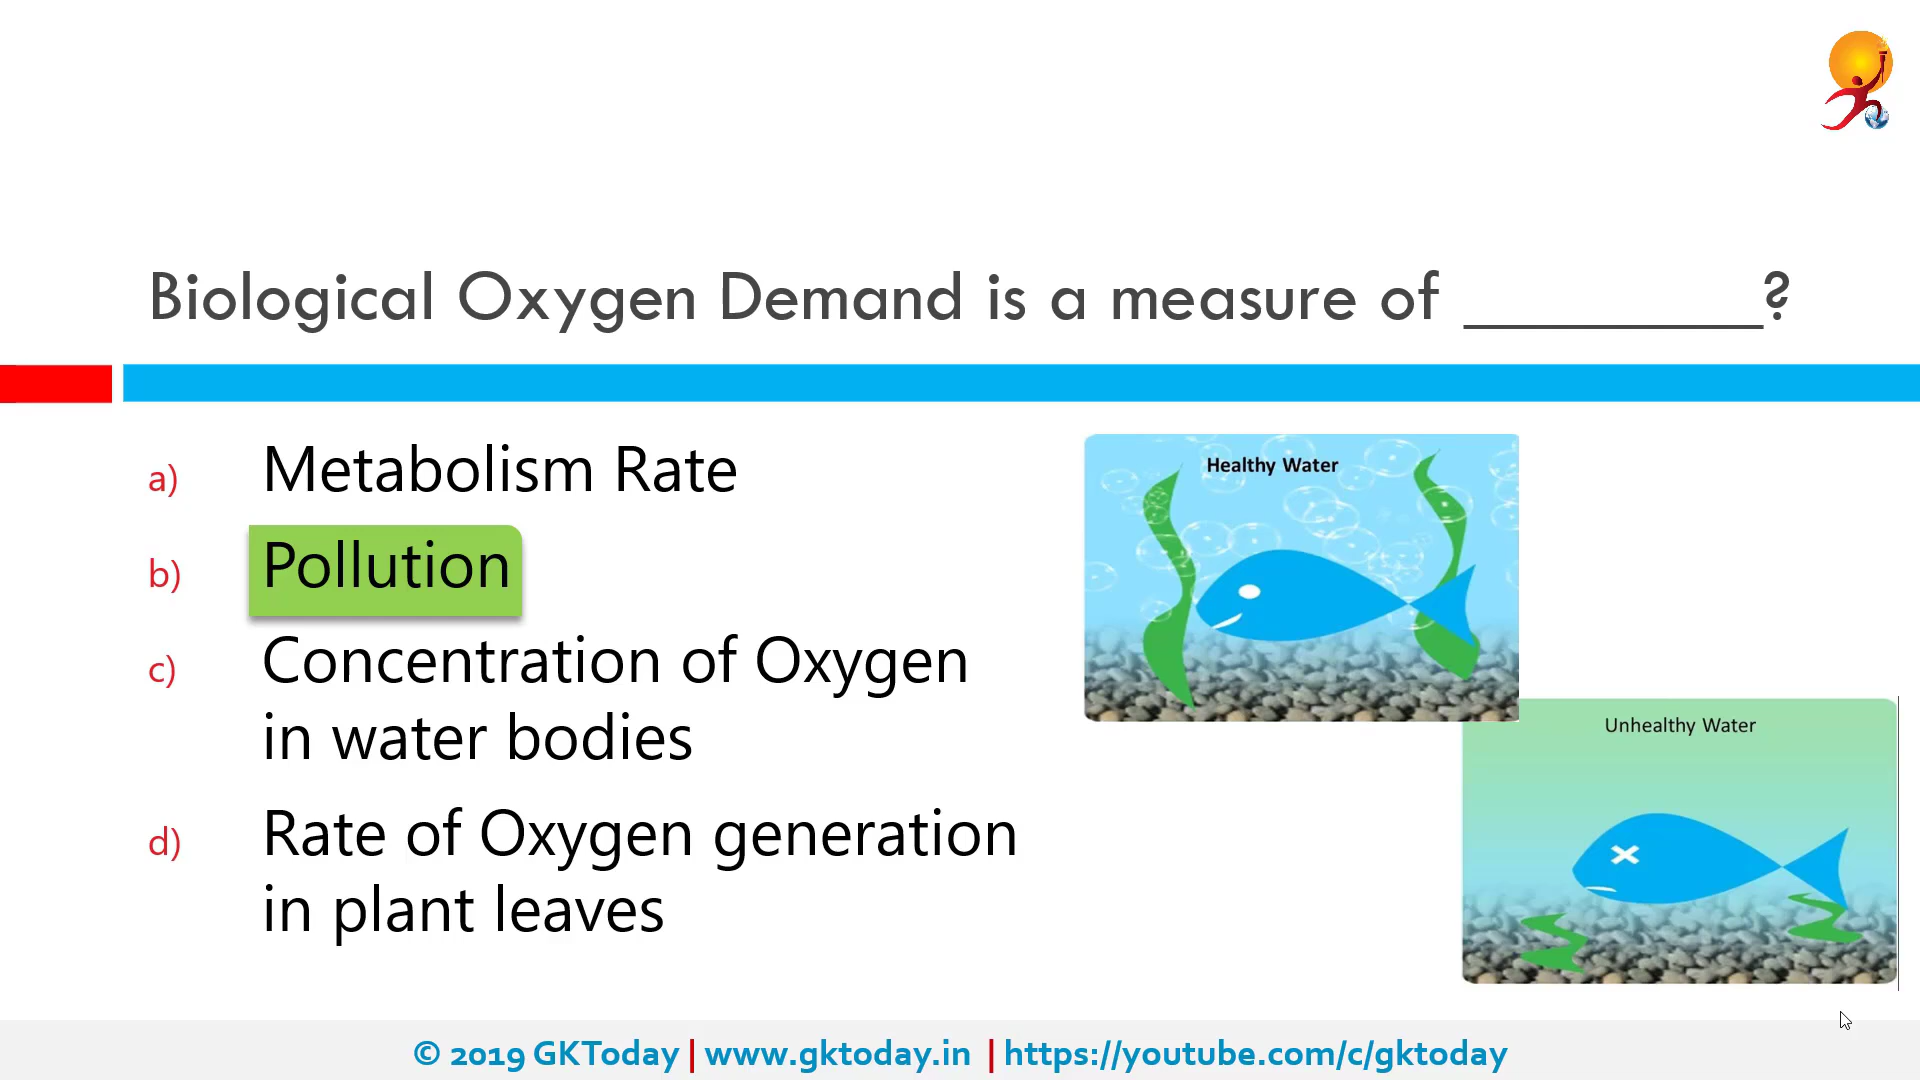 Biological Oxygen Demand is a measure of _________?
a) Metabolism Rate
b) Pollution
c) Concentration of Oxygen
in water bodies
d) Rate of Oxygen generation
in plant leaves
Healthy Water
Unhealthy Water
© 2019 GKToday | www.gktoday.in | https://youtube.com/c/gktoday